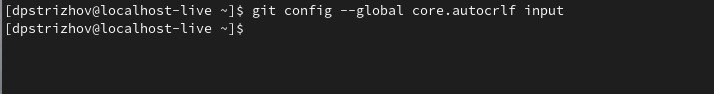 [dpstrizhov@localhost-live ~]$ git config --global core.autocrlf input
[dpstrizhov@localhost-live ~]$